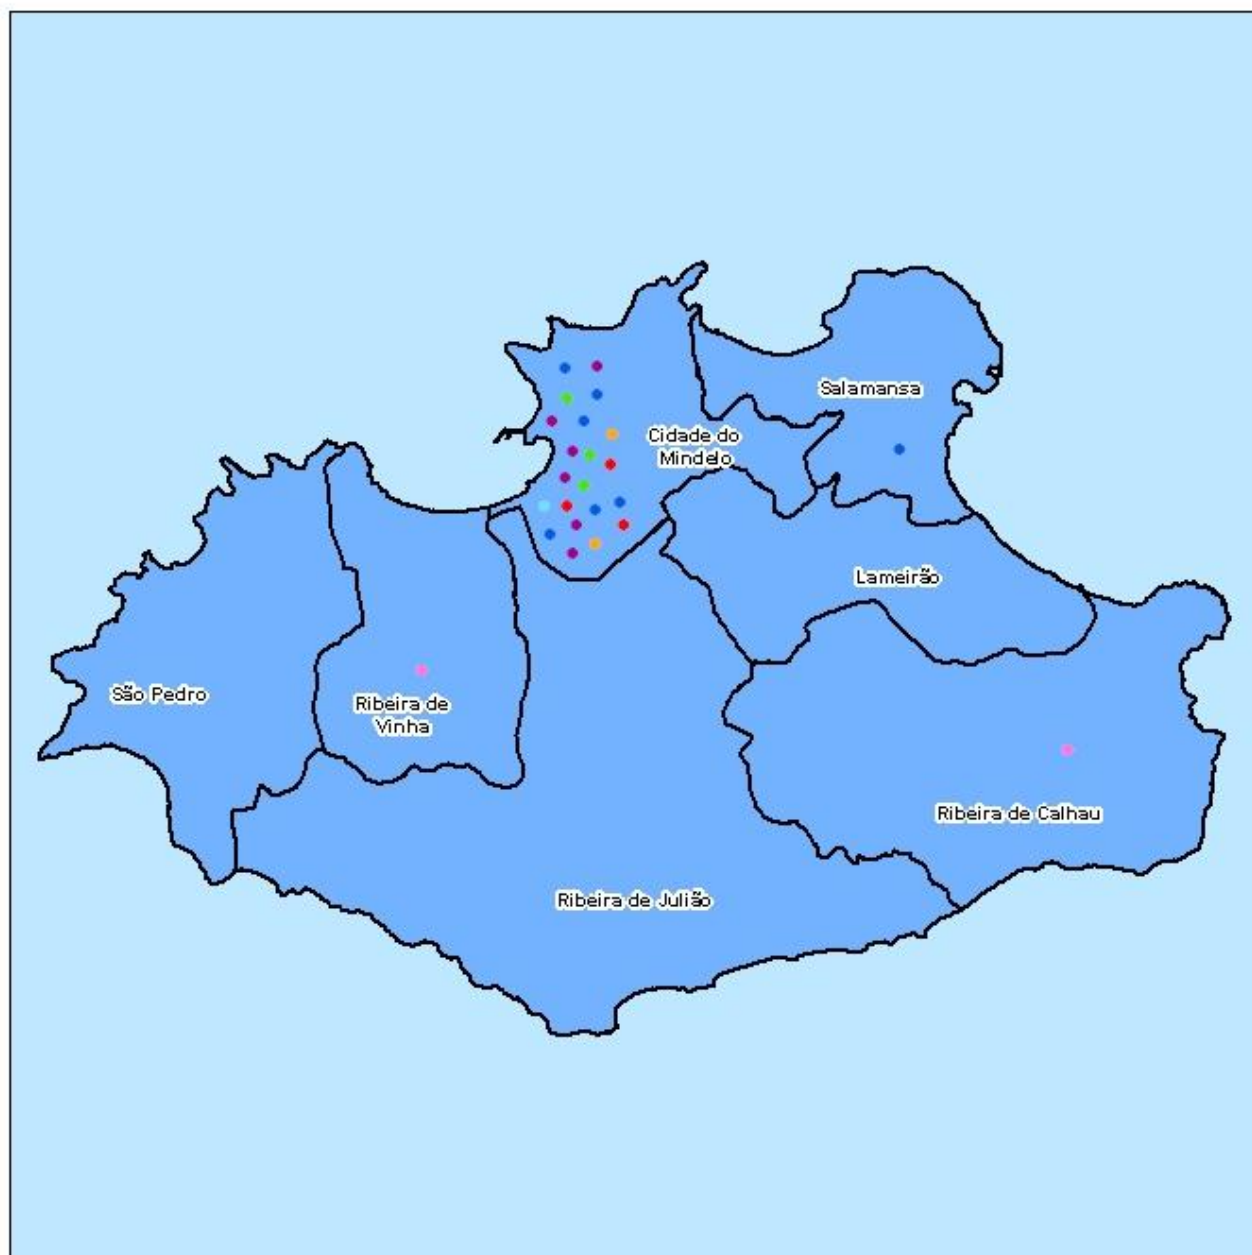 Salamansa
Cidade do
Mindelo
Lameirão
São Pedro
Ribeira de
Vinha
Ribeira de Calhau
Ribeira de Julião